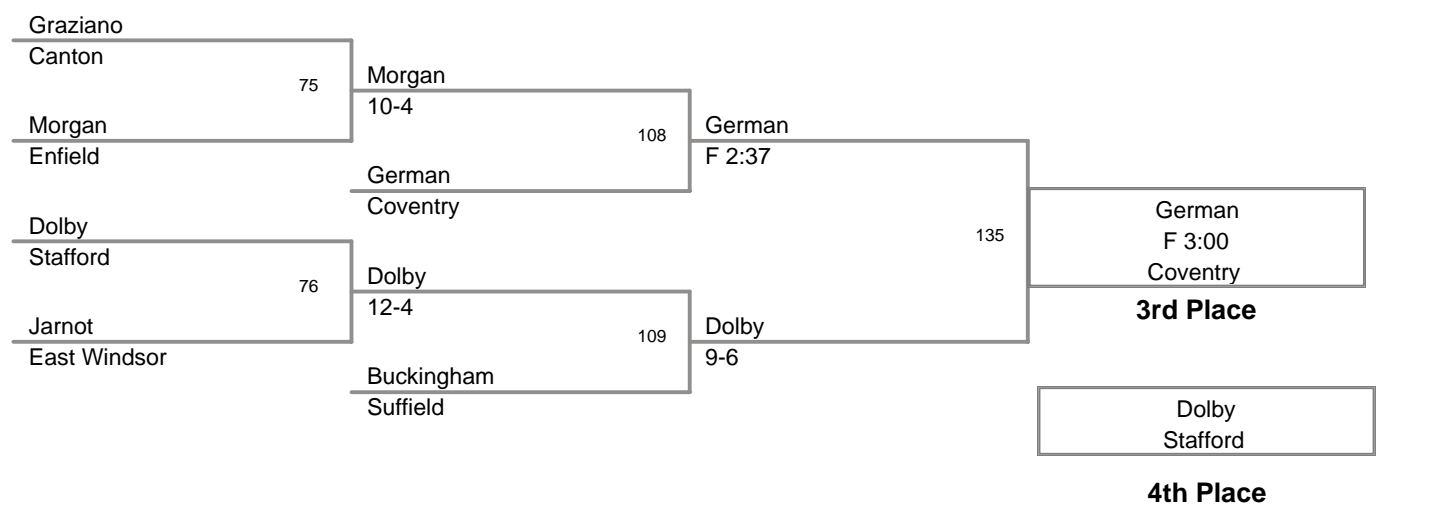 Graziano
Canton
75
Morgan
10-4
Morgan
Enfield
108
German
F 2:37
German
Coventry
Dolby
Stafford
135
German
F 3:00
Coventry
3rd Place
76
Dolby
12-4
Jarnot
East Windsor
109
Dolby
9-6
Buckingham
Suffield
Dolby
Stafford
4th Place